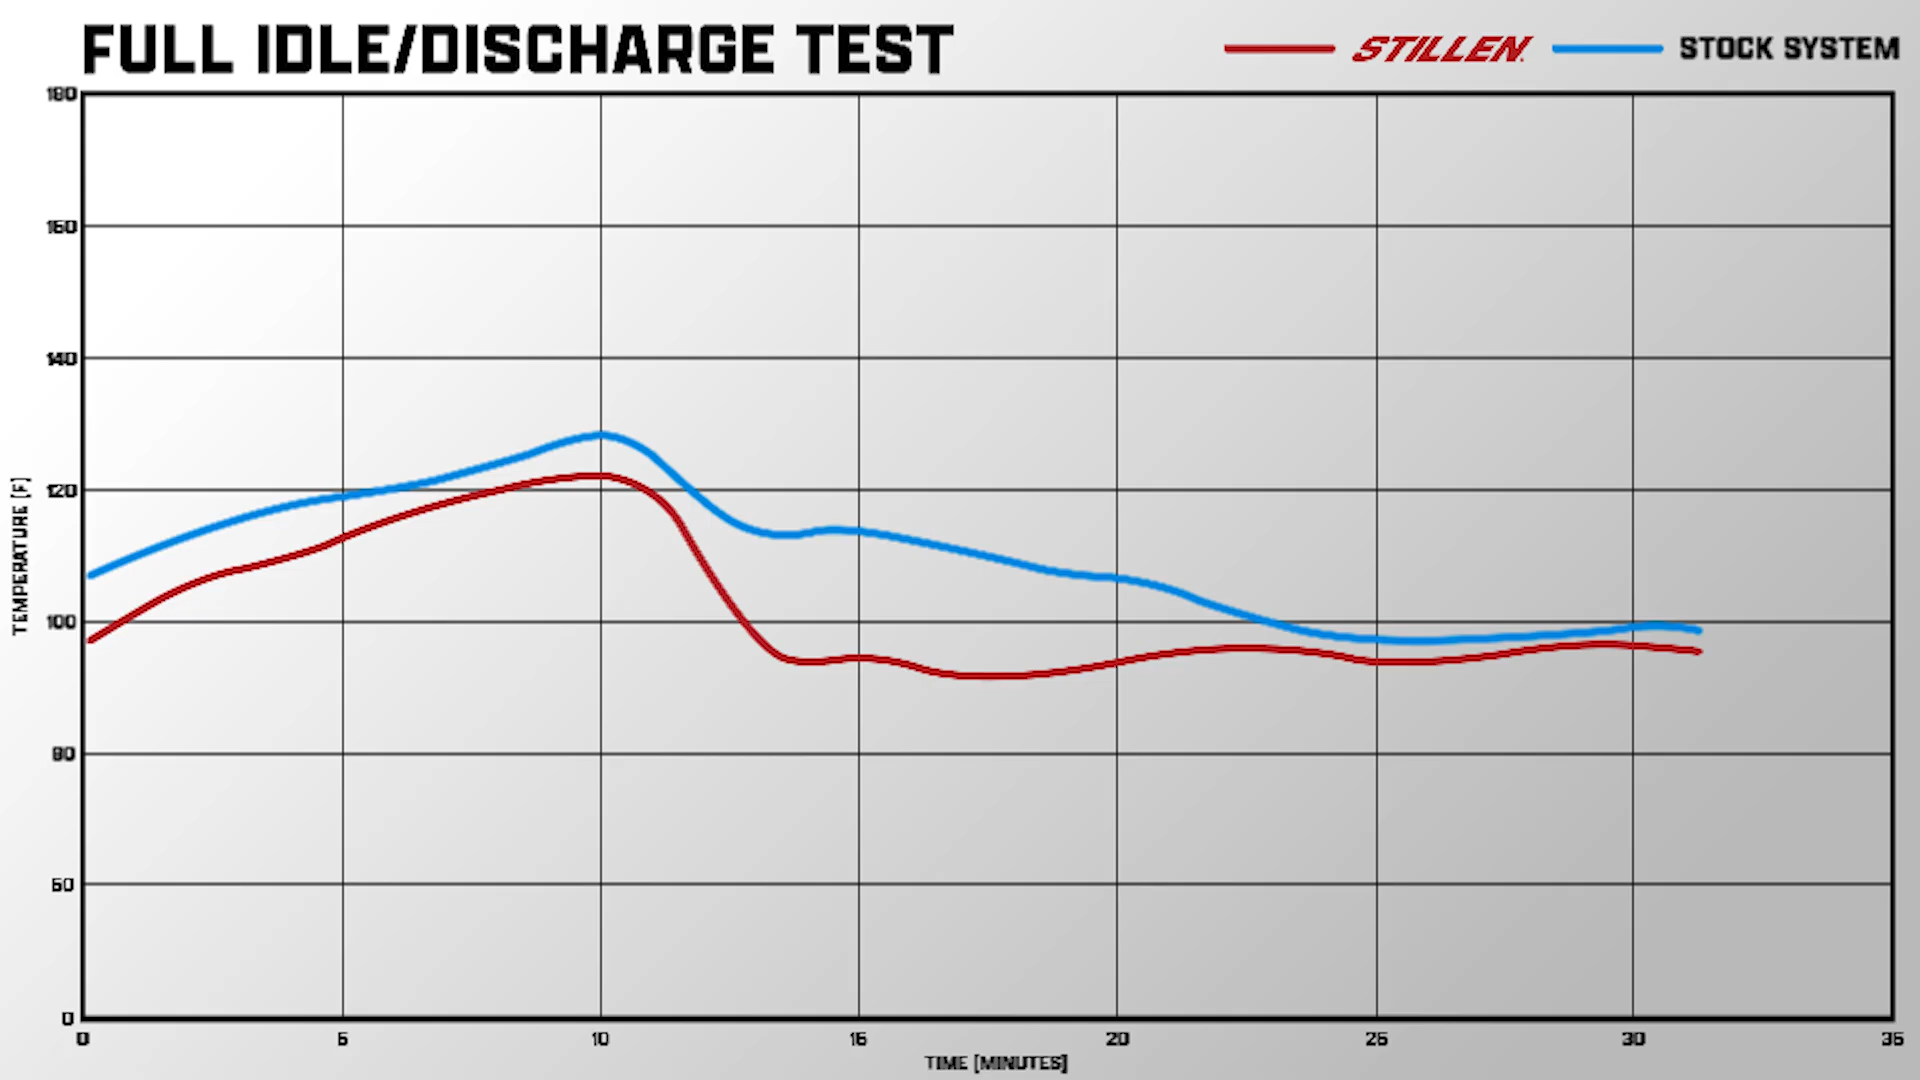 FULL IDLE/DISCHARGE TEST
STILLEN. STOCK SYSTEM
180
160
140
120
100
80
60
0
TEMPERATURE [F]
0 5 10 15 20 25 30 35
TIME [MINUTES]